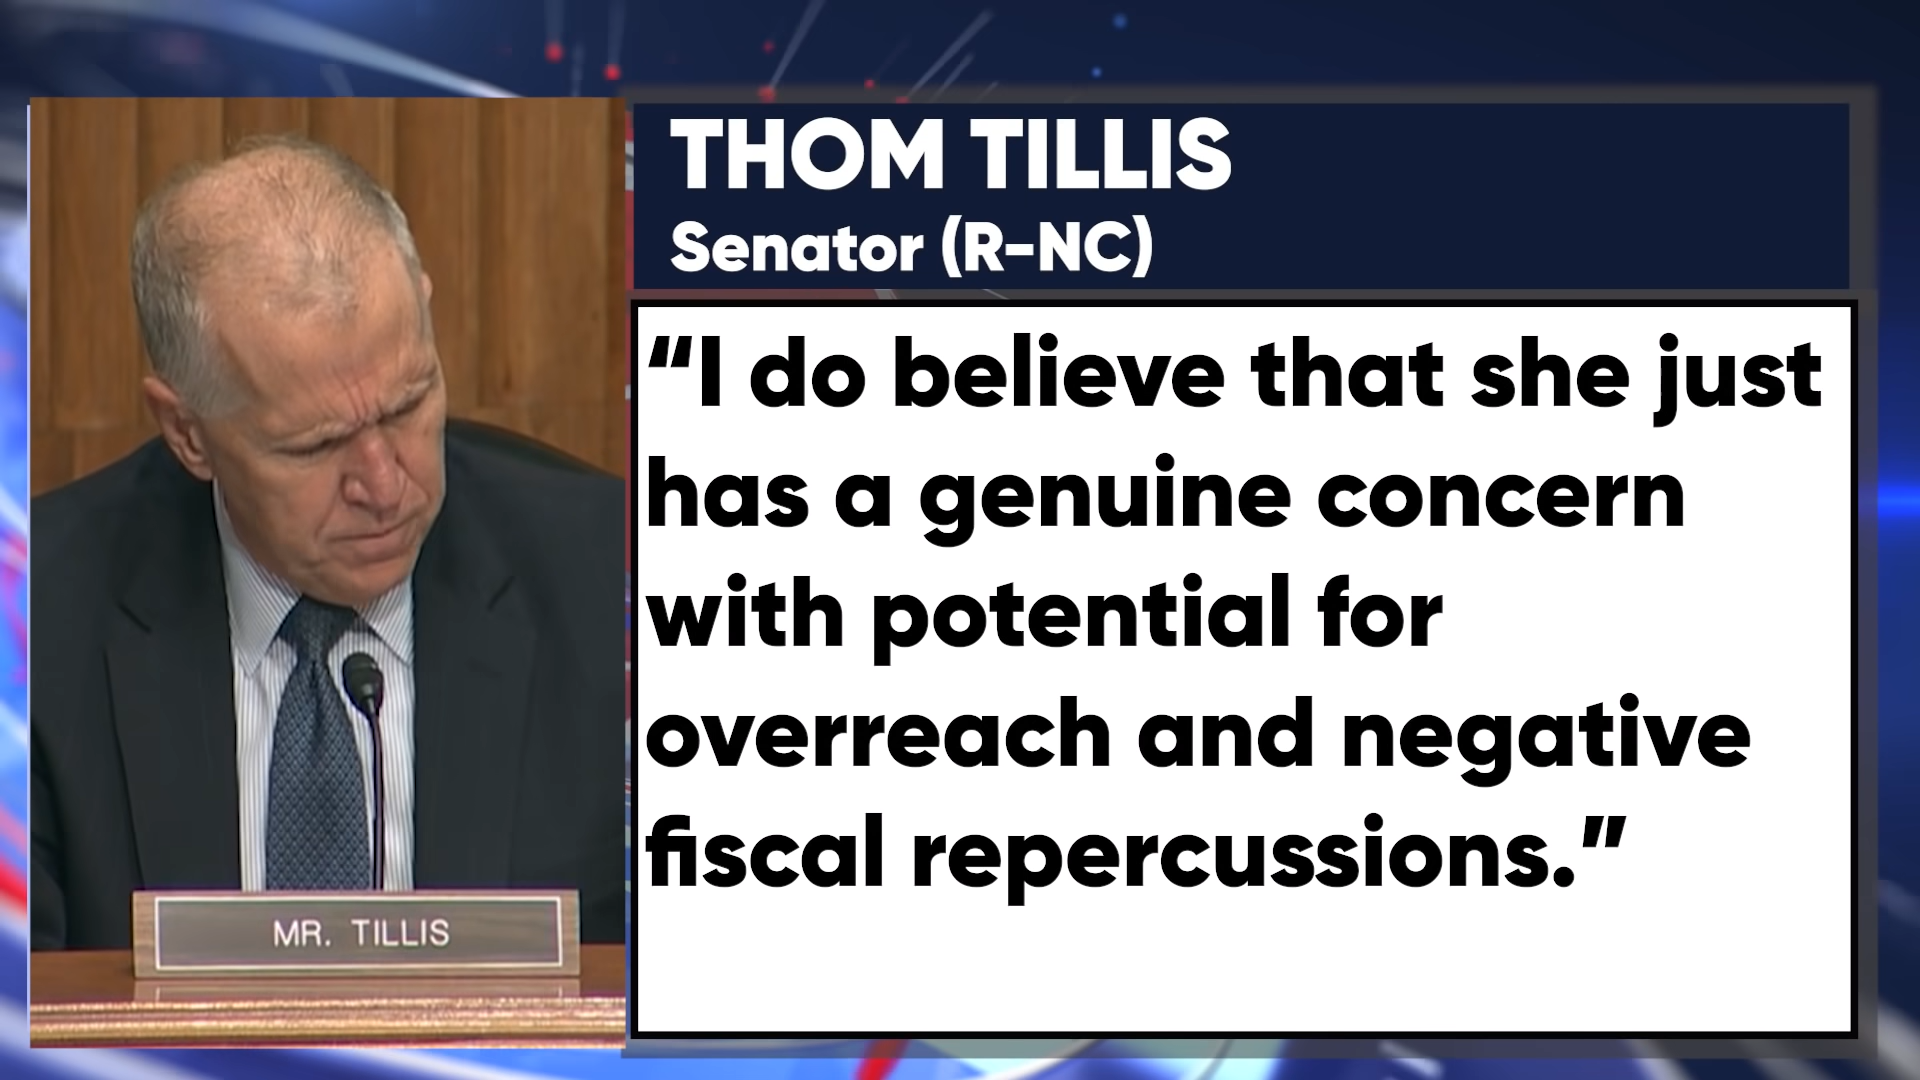 THOM TILLIS
Senator (R-NC)
“I do believe that she just
has a genuine concern
with potential for
overreach and negative
fiscal repercussions.”
MR. TILLIS